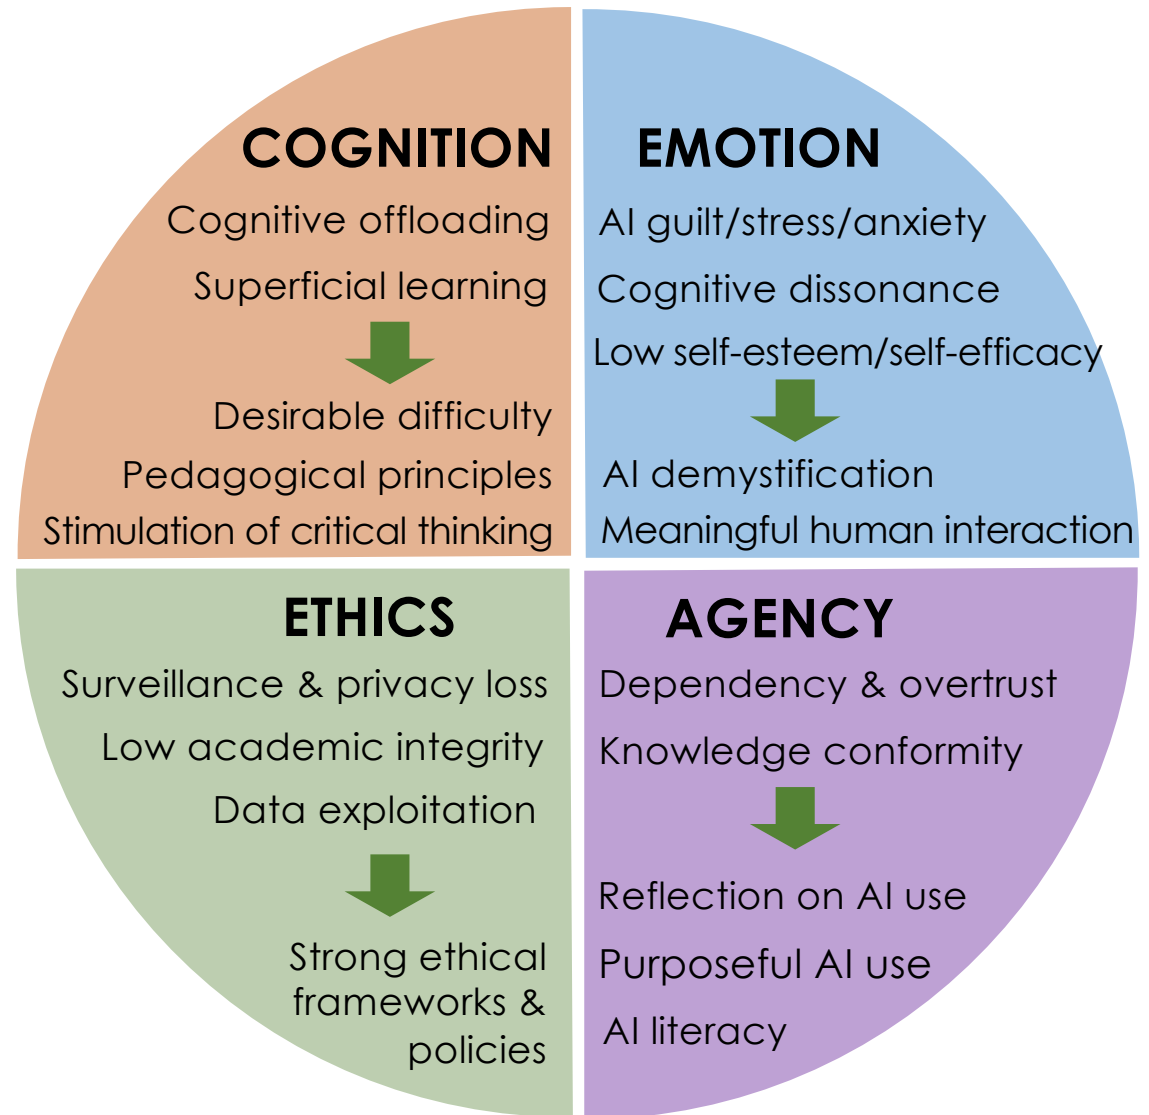 COGNITION
Cognitive offloading
Superficial learning
Desirable difficulty
Pedagogical principles
Stimulation of critical thinking
EMOTION
AI guilt/stress/anxiety
Cognitive dissonance
Low self-esteem/self-efficacy
AI demystification
Meaningful human interaction
ETHICS
Surveillance & privacy loss
Low academic integrity
Data exploitation
Strong ethical
frameworks &
policies
AGENCY
Dependency & overtrust
Knowledge conformity
Reflection on AI use
Purposeful AI use
AI literacy